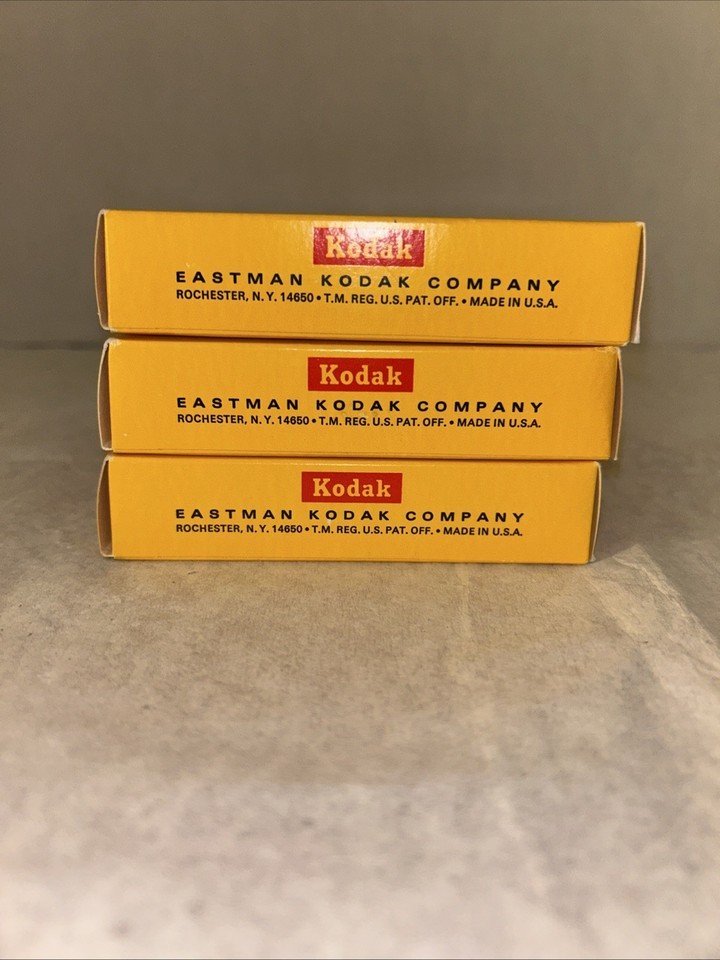 Kodak
EASTMAN KODAK COMPANY
ROCHESTER, N.Y. 14650 • T.M. REG. U.S. PAT. OFF. • MADE IN U.S.A.
Kodak
EASTMAN KODAK COMPANY
ROCHESTER, N.Y. 14650 • T.M. REG. U.S. PAT. OFF. • MADE IN U.S.A.
Kodak
EASTMAN KODAK COMPANY
ROCHESTER, N.Y. 14650 • T.M. REG. U.S. PAT. OFF. • MADE IN U.S.A.